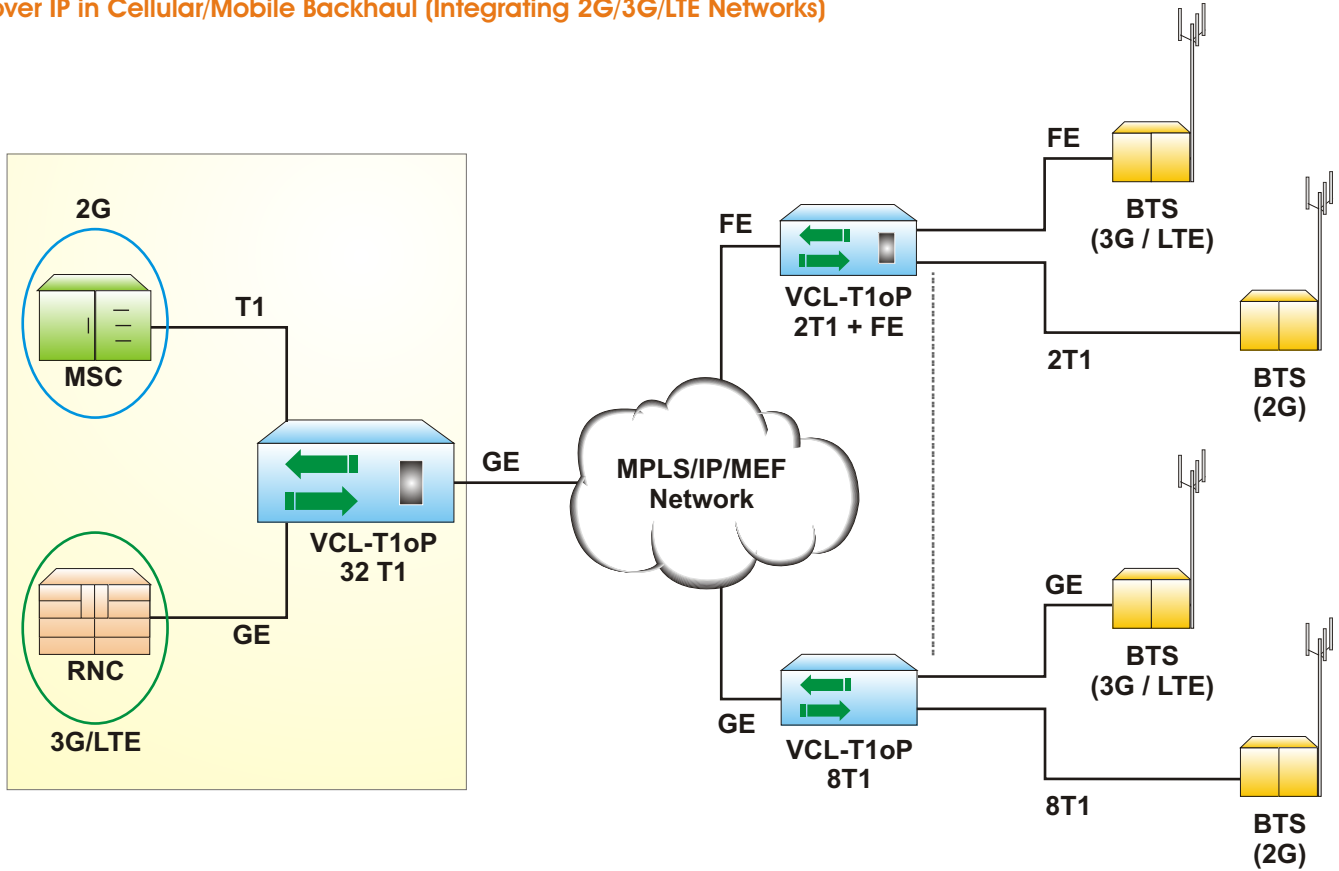 over IP in Cellular/Mobile Backhaul (Integrating 2G/3G/LTE Networks)
2G
MSC
T1
VCL-T1oP
32 T1
GE
RNC
3G/LTE
GE
MPLS/IP/MEF
Network
FE
VCL-T1oP
2T1 + FE
FE
BTS
(3G / LTE)
2T1
BTS
(2G)
GE
VCL-T1oP
8T1
GE
BTS
(3G / LTE)
8T1
BTS
(2G)